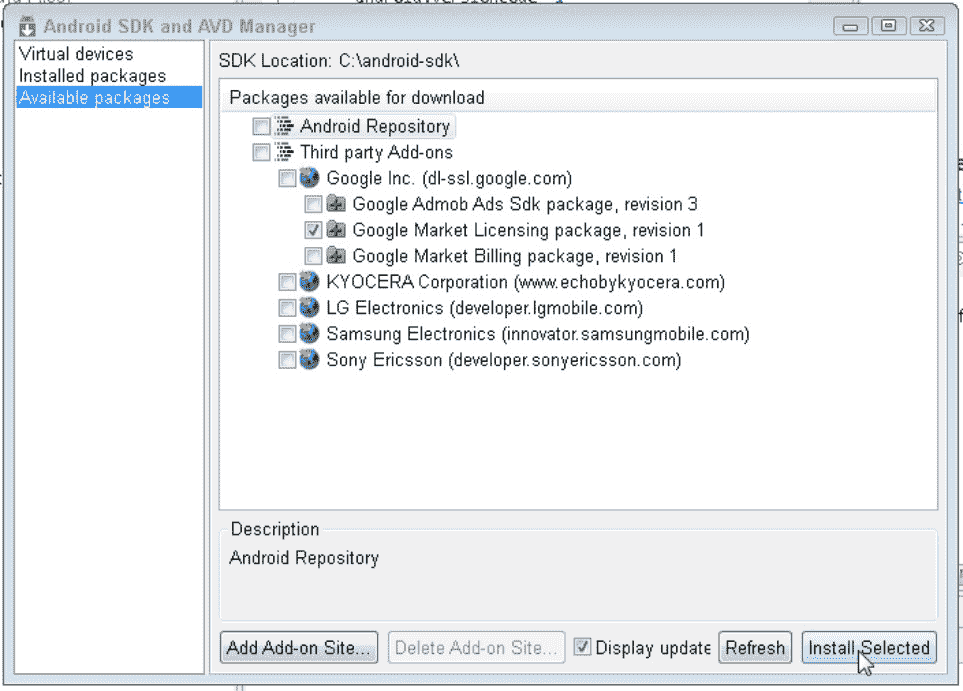 Android SDK and AVD Manager
Virtual devices
Installed packages
Available packages
SDK Location: C:\android-sdk\
Packages available for download
Android Repository
Third party Add-ons
Google Inc. (dl-ssl.google.com)
Google Admob Ads Sdk package, revision 3
Google Market Licensing package, revision 1
Google Market Billing package, revision 1
KYOCERA Corporation (www.echobykyocera.com)
LG Electronics (developer.lgmobile.com)
Samsung Electronics (innovator.samsungmobile.com)
Sony Ericsson (developer.sonyericsson.com)
Description
Android Repository
Add Add-on Site... Delete Add-on Site... Display update Refresh Install Selected